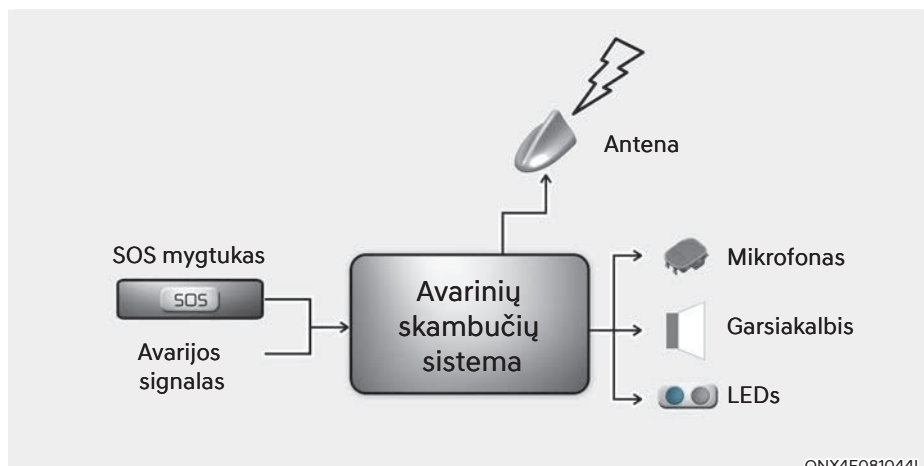 Antena
SOS mygtukas
SOS
Avarijos
signalas
Avarinių
skambučių
sistema
Mikrofonas
Garsiakalbis
LEDs